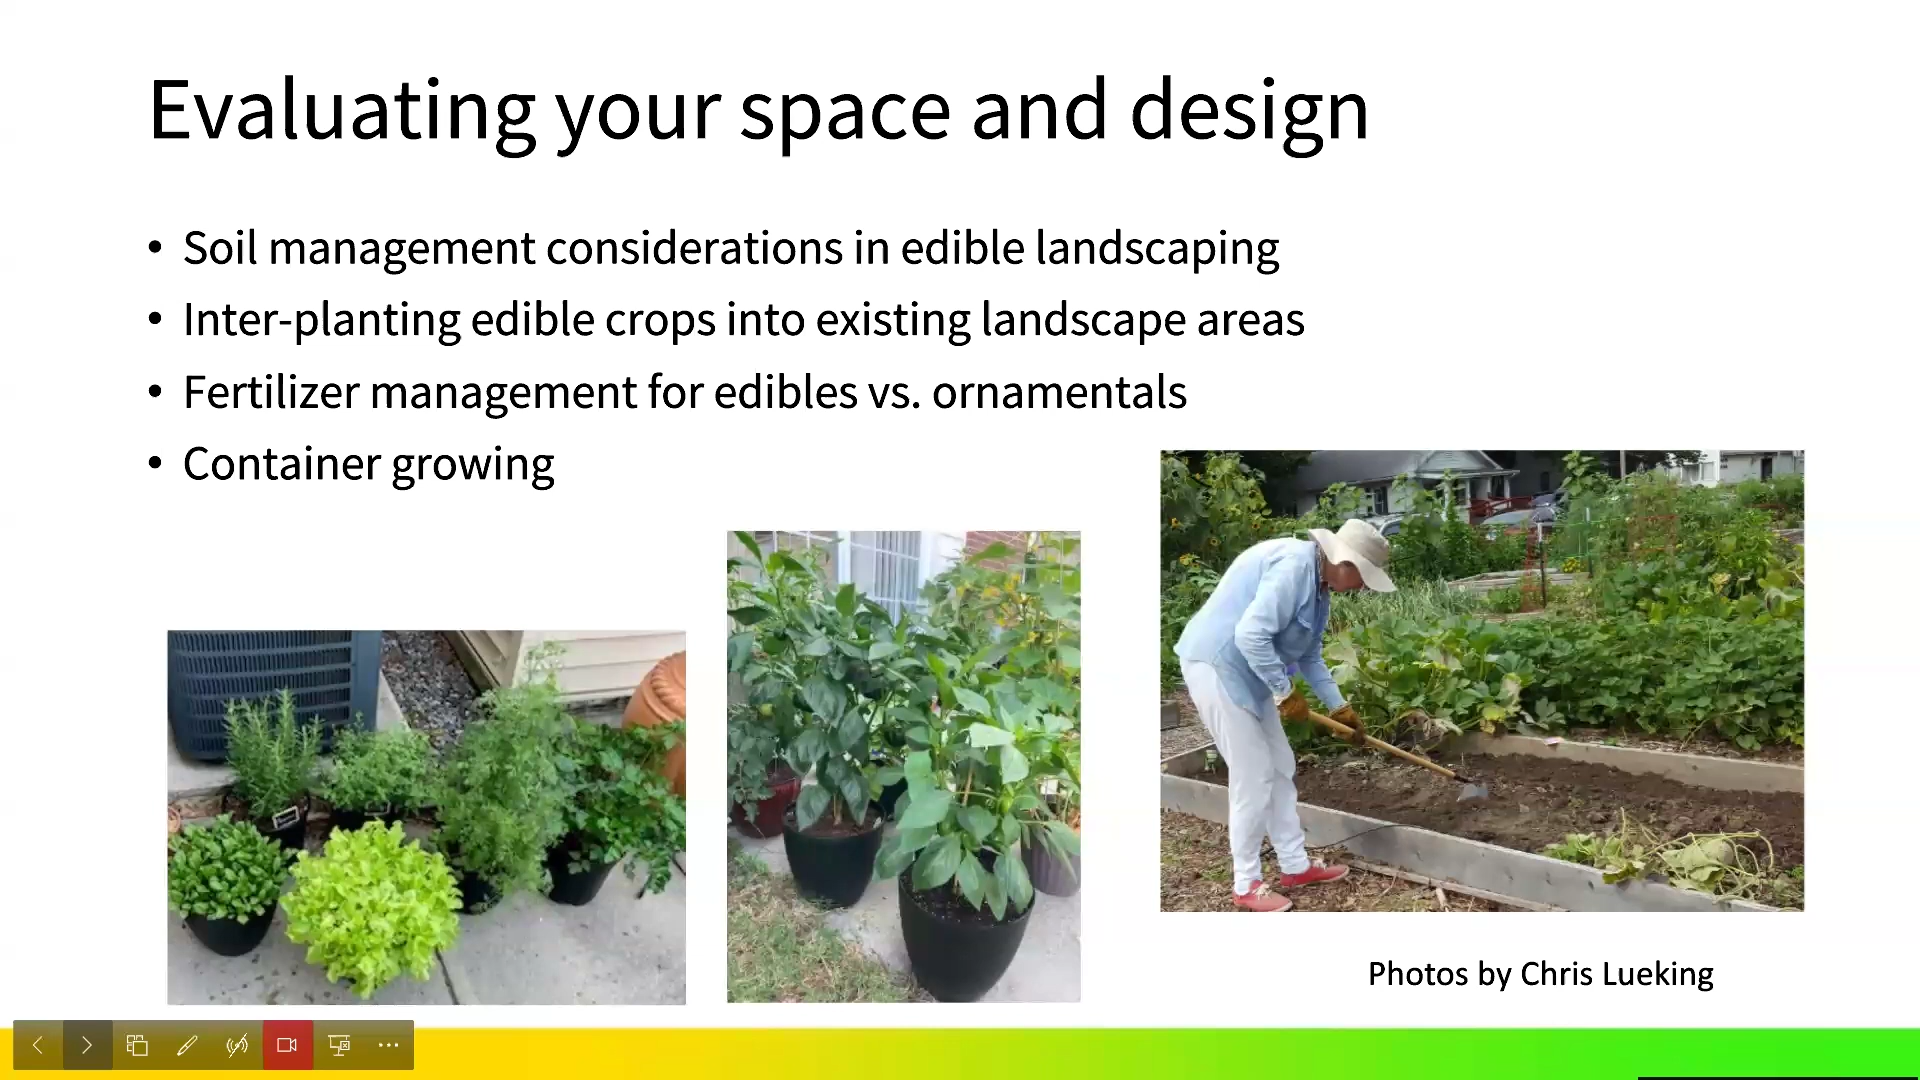 Evaluating your space and design
• Soil management considerations in edible landscaping
• Inter-planting edible crops into existing landscape areas
• Fertilizer management for edibles vs. ornamentals
• Container growing
Photos by Chris Lueking